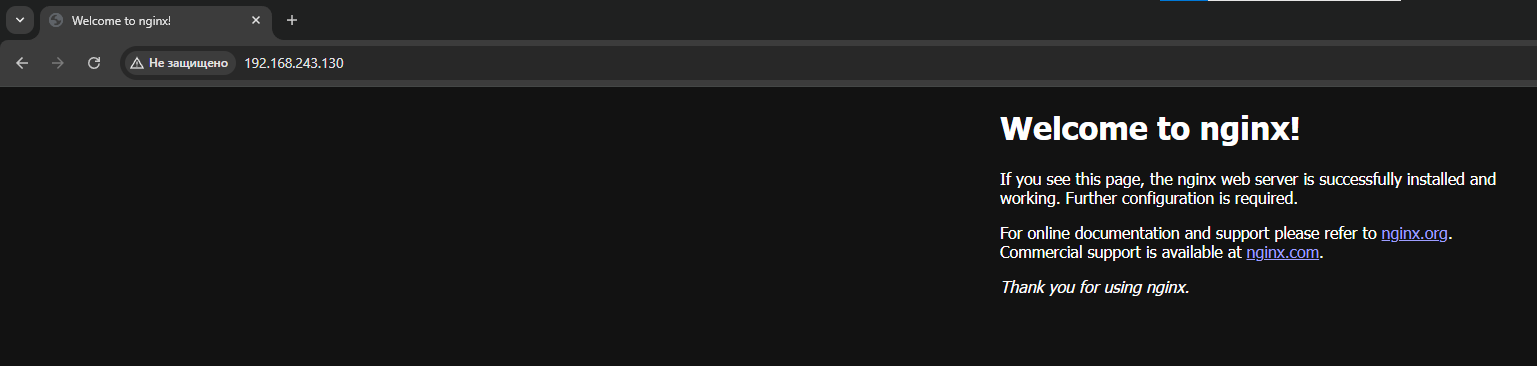 Welcome to nginx!
Не защищено 192.168.243.130
Welcome to nginx!
If you see this page, the nginx web server is successfully installed and
working. Further configuration is required.
For online documentation and support please refer to nginx.org.
Commercial support is available at nginx.com.
Thank you for using nginx.